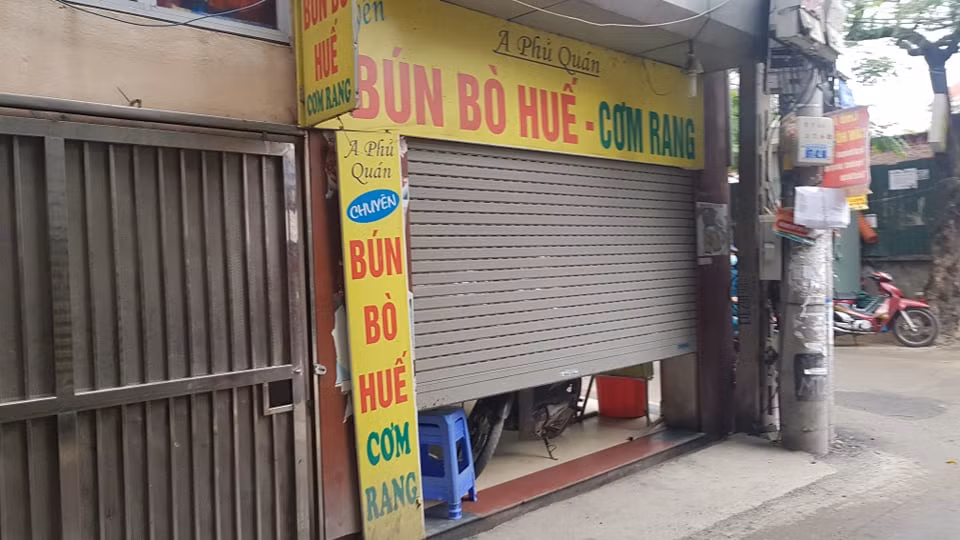 BÚN BÒ
HUẾ
CƠM RANG
A Phủ Quán
BÚN BÒ HUẾ - CƠM RANG
A Phủ
Quán
CHUYÊN
BÚN
BÒ
HUẾ
CƠM
RANG